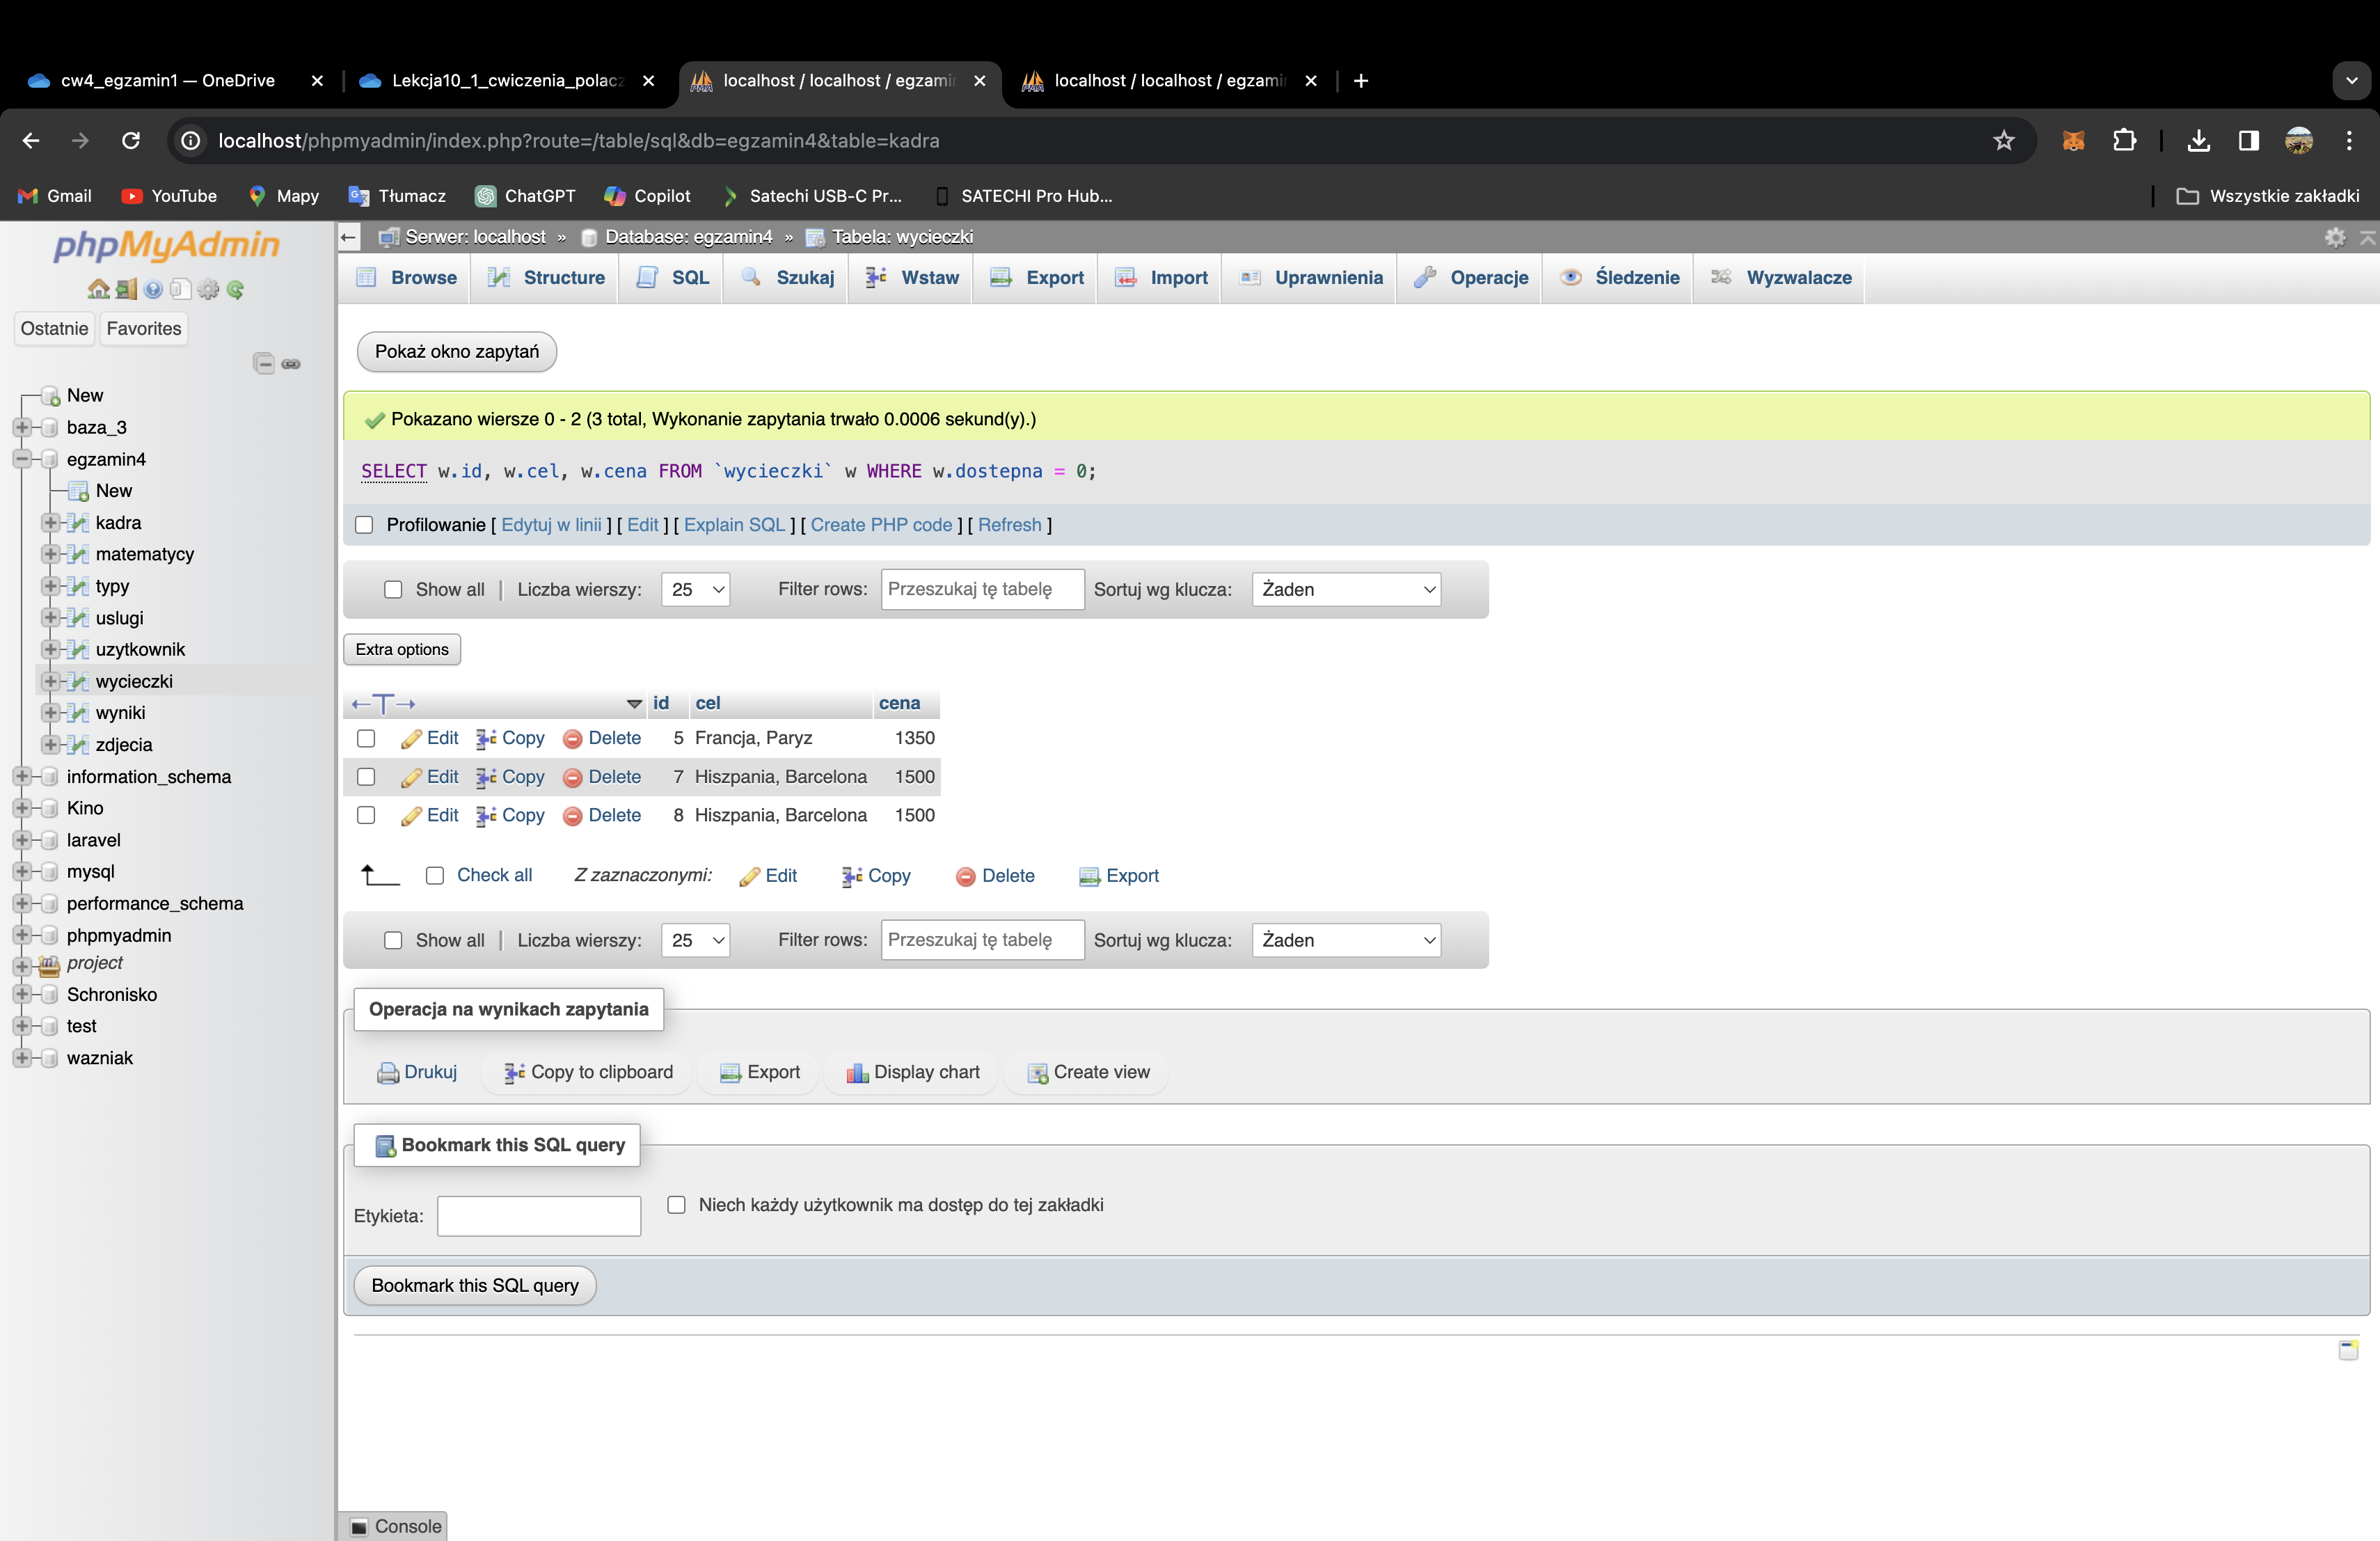 cw4_egzamin1 — OneDrive
Lekcja10_1_cwiczenia_polacz
localhost / localhost / egzamin
localhost / localhost / egzamin
localhost/phpmyadmin/index.php?route=/table/sql&db=egzamin4&table=kadra
Gmail YouTube Mapy Tłumacz ChatGPT Copilot Satechi USB-C Pr... SATECHI Pro Hub... Wszystkie zakładki
phpMyAdmin
Ostatnie Favorites
New
baza_3
egzamin4
New
kadra
matematycy
typy
uslugi
uzytkownik
wycieczki
wyniki
zdjecia
information_schema
Kino
laravel
mysql
performance_schema
phpmyadmin
project
Schronisko
test
wazniak
Serwer: localhost » Database: egzamin4 » Tabela: wycieczki
Browse Structure SQL Szukaj Wstaw Export Import Uprawnienia Operacje Śledzenie Wyzwalacze
Pokaż okno zapytań
Pokazano wiersze 0 - 2 (3 total, Wykonanie zapytania trwało 0.0006 sekund(y).)
SELECT w.id, w.cel, w.cena FROM `wycieczki` w WHERE w.dostepna = 0;
Profilowanie [ Edytuj w linii ] [ Edit ] [ Explain SQL ] [ Create PHP code ] [ Refresh ]
Show all | Liczba wierszy: 25 Filter rows: Przeszukaj tę tabelę Sortuj wg klucza: Żaden
Extra options
id cel cena
Edit Copy Delete 5 Francja, Paryz 1350
Edit Copy Delete 7 Hiszpania, Barcelona 1500
Edit Copy Delete 8 Hiszpania, Barcelona 1500
Check all Z zaznaczonymi: Edit Copy Delete Export
Show all | Liczba wierszy: 25 Filter rows: Przeszukaj tę tabelę Sortuj wg klucza: Żaden
Operacja na wynikach zapytania
Drukuj Copy to clipboard Export Display chart Create view
Bookmark this SQL query
Etykieta: Niech każdy użytkownik ma dostęp do tej zakładki
Bookmark this SQL query
Console